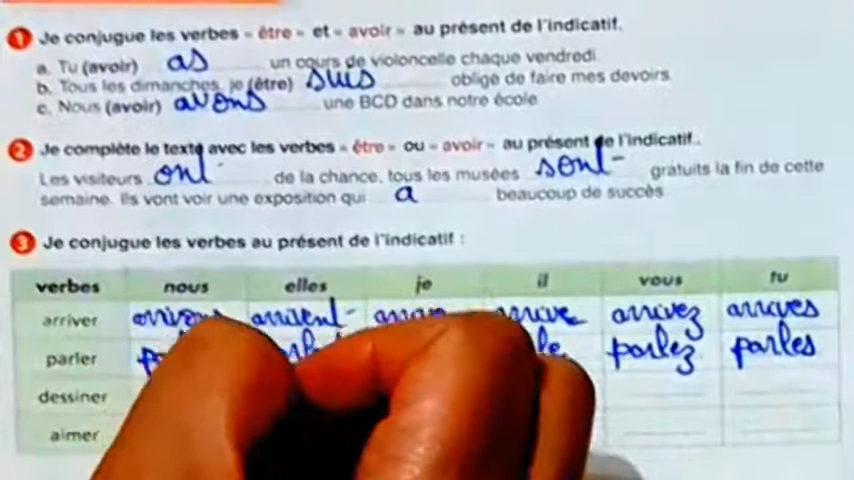 1 Je conjugue les verbes « être » et « avoir » au présent de l'indicatif.
a. Tu (avoir) as un cours de violoncelle chaque vendredi.
b. Tous les dimanches, je (être) suis obligé de faire mes devoirs.
c. Nous (avoir) avons une BCD dans notre école
2 Je complète le texte avec les verbes « être » ou « avoir » au présent de l'indicatif..
Les visiteurs ont de la chance, tous les musées sont gratuits la fin de cette
semaine. Ils vont voir une exposition qui a beaucoup de succès
3 Je conjugue les verbes au présent de l'indicatif :
verbes nous elles je il vous tu
arriver arrivent arrive arrivez arrives
parler parlez parles
dessiner
aimer